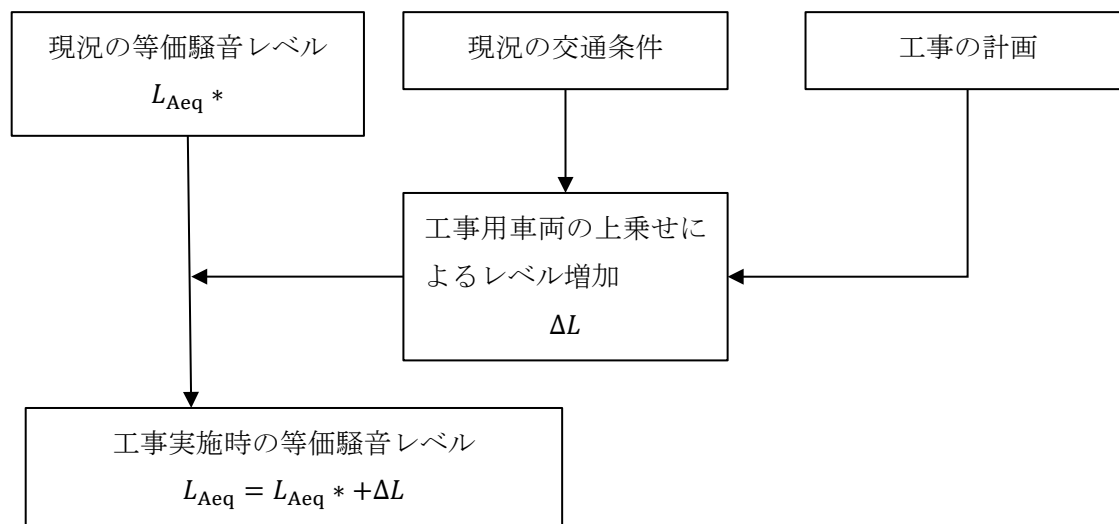 現況の等価騒音レベル
L_Aeq *
現況の交通条件
工事の計画
工事用車両の上乗せに
よるレベル増加
ΔL
工事実施時の等価騒音レベル
L_Aeq = L_Aeq * +ΔL